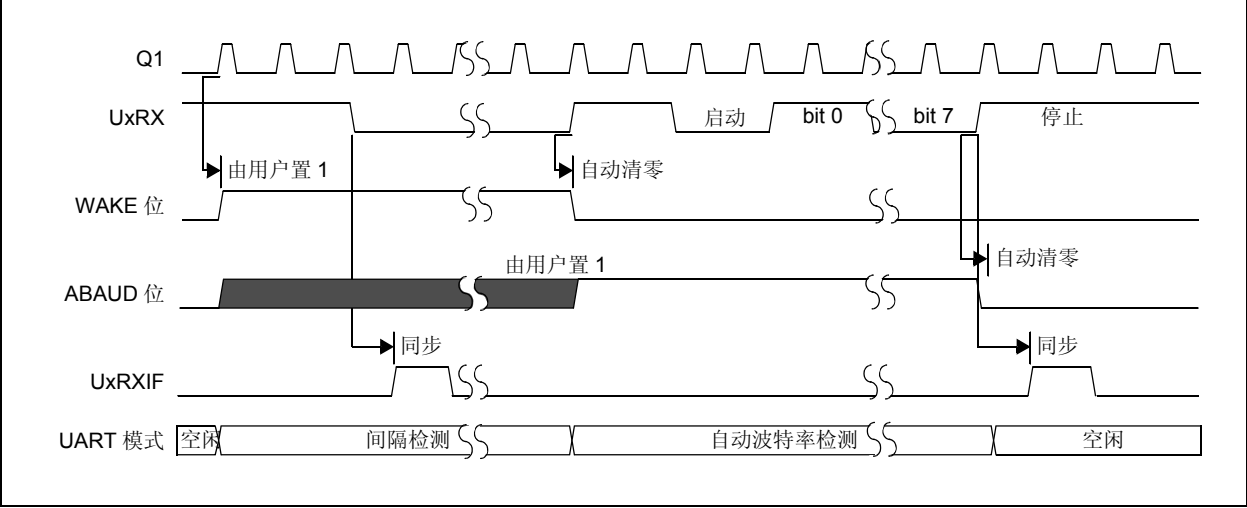 Q1
UxRX 启动 bit 0 bit 7 停止
由用户置 1 自动清零
WAKE 位
自动清零
由用户置 1
ABAUD 位
同步 同步
UxRXIF
UART 模式 空闲 间隔检测 自动波特率检测 空闲